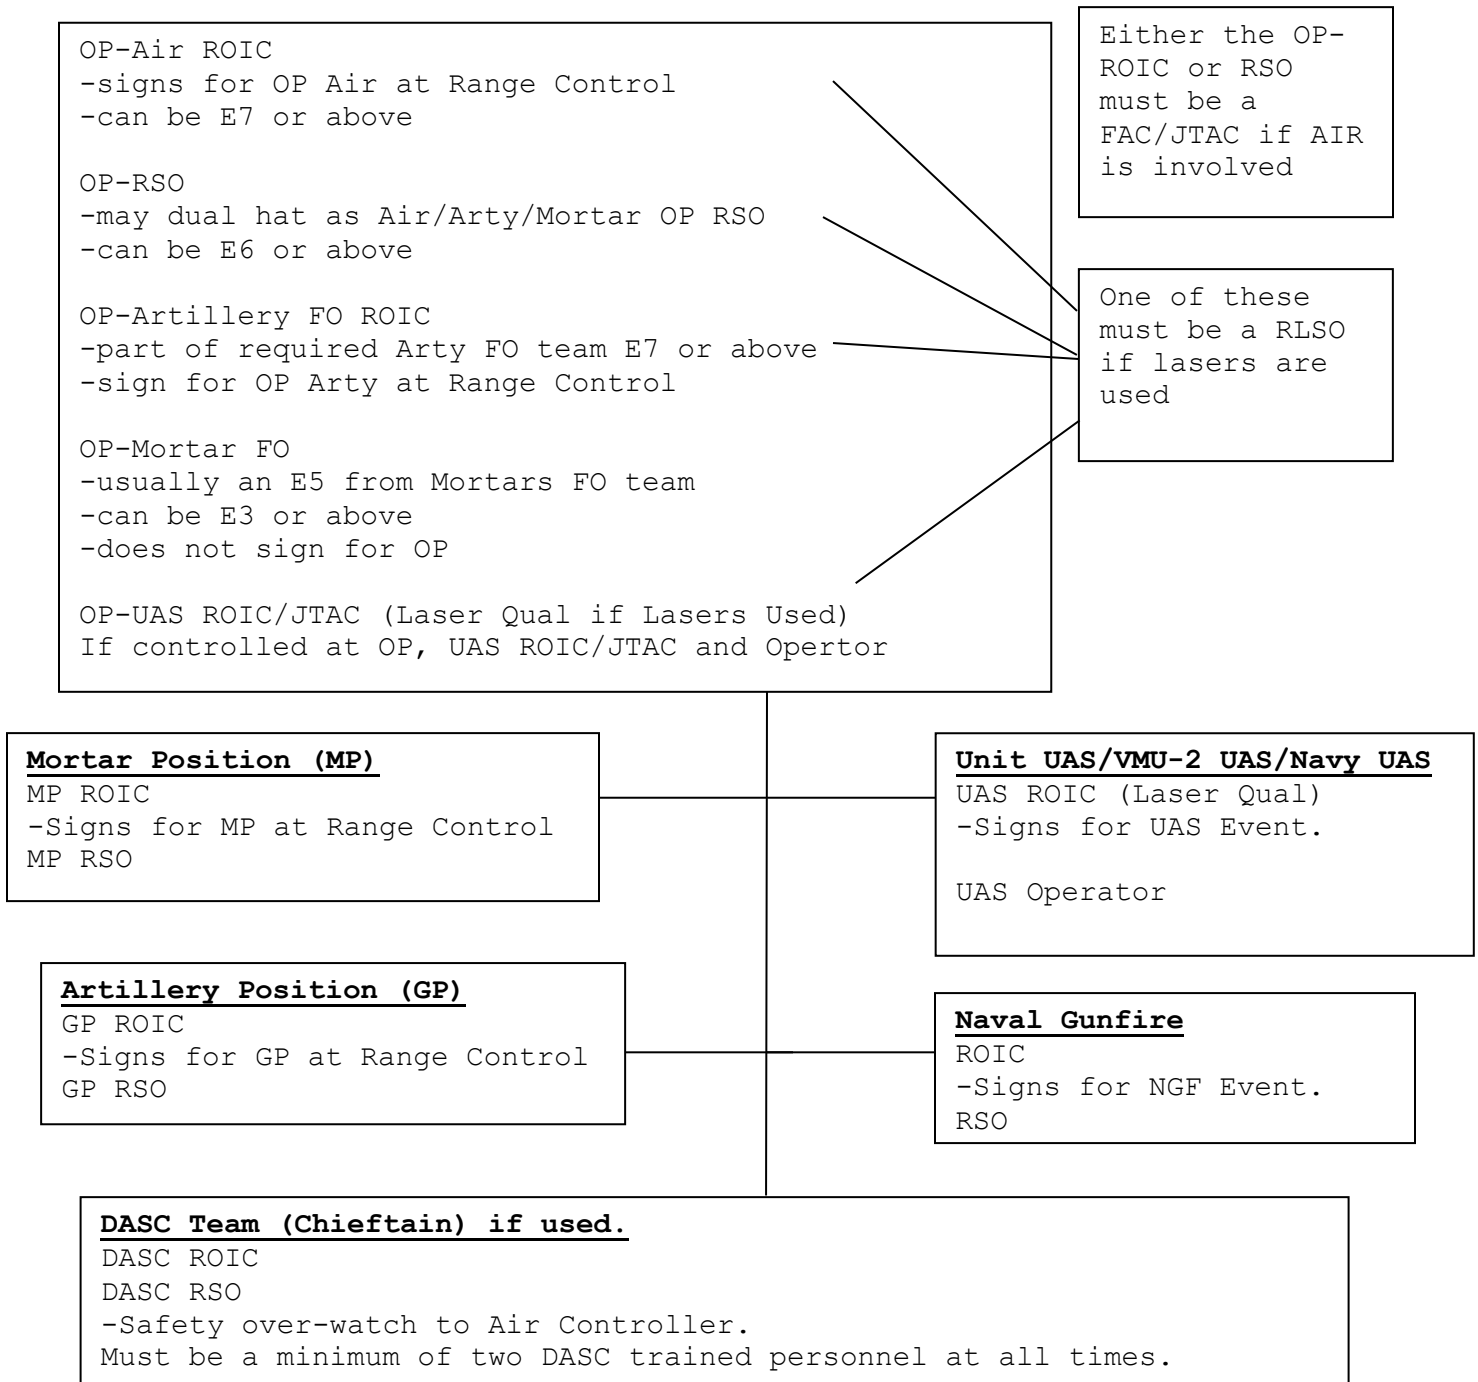 OP-Air ROIC
-signs for OP Air at Range Control
-can be E7 or above
OP-RSO
-may dual hat as Air/Arty/Mortar OP RSO
-can be E6 or above
OP-Artillery FO ROIC
-part of required Arty FO team E7 or above
-sign for OP Arty at Range Control
OP-Mortar FO
-usually an E5 from Mortars FO team
-can be E3 or above
-does not sign for OP
OP-UAS ROIC/JTAC (Laser Qual if Lasers Used)
If controlled at OP, UAS ROIC/JTAC and Opertor
Either the OP-
ROIC or RSO
must be a
FAC/JTAC if AIR
is involved
One of these
must be a RLSO
if lasers are
used
Mortar Position (MP)
MP ROIC
-Signs for MP at Range Control
MP RSO
Unit UAS/VMU-2 UAS/Navy UAS
UAS ROIC (Laser Qual)
-Signs for UAS Event.
UAS Operator
Artillery Position (GP)
GP ROIC
-Signs for GP at Range Control
GP RSO
Naval Gunfire
ROIC
-Signs for NGF Event.
RSO
DASC Team (Chieftain) if used.
DASC ROIC
DASC RSO
-Safety over-watch to Air Controller.
Must be a minimum of two DASC trained personnel at all times.